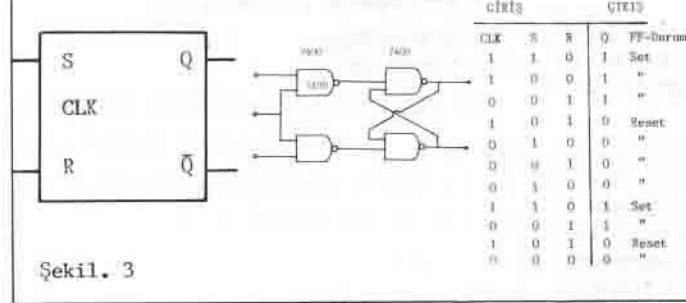 S Q
CLK
R Q̅
Şekil. 3
7400 7400
GİRİŞ ÇIKIŞ
CLK S R Q FF-Durum
1 1 0 1 Set
1 0 0 1 "
0 0 1 1 "
1 0 1 0 Reset
0 1 0 0 "
0 0 1 0 "
0 1 0 0 "
1 1 0 1 Set
0 0 1 1 "
1 0 1 0 Reset
0 0 0 0 "